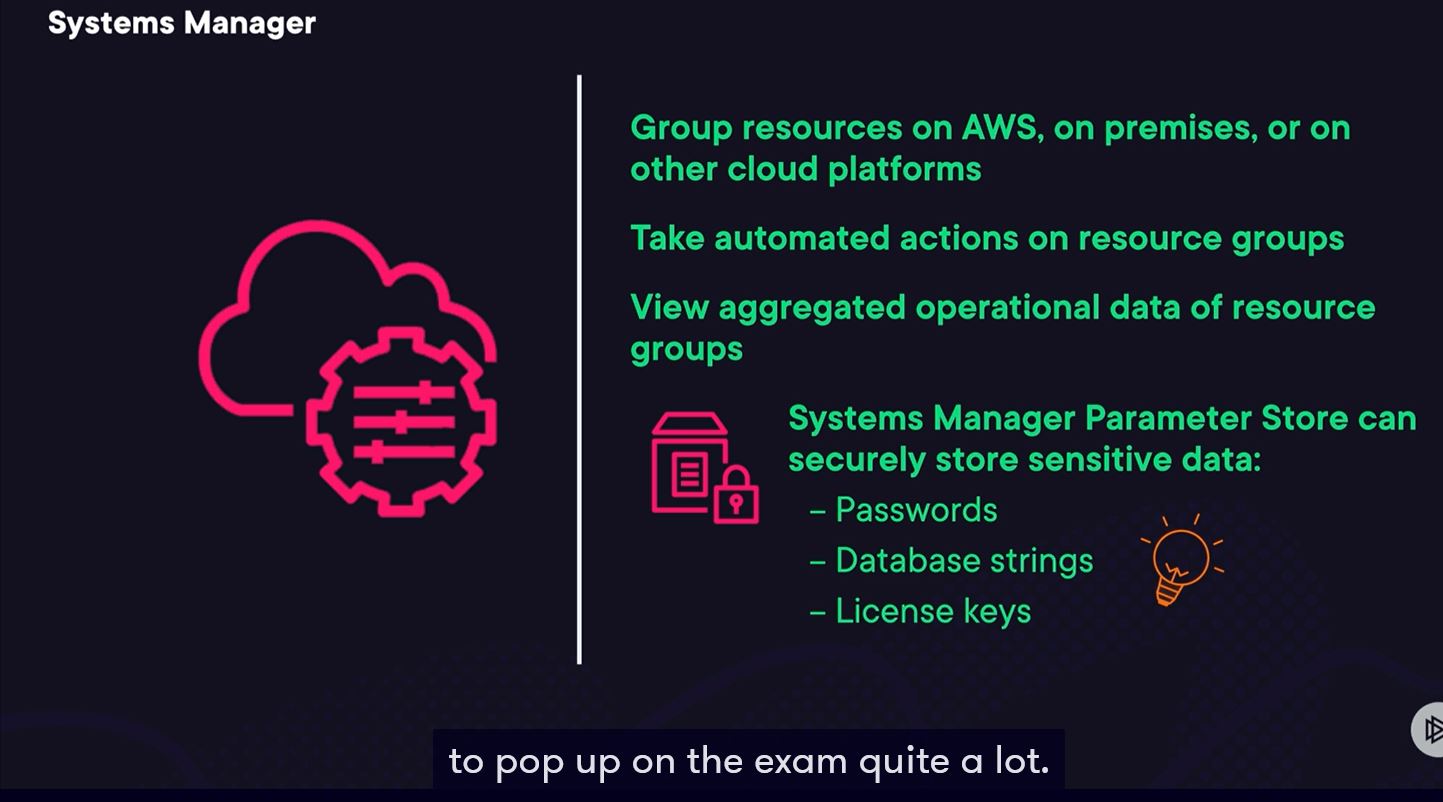 Systems Manager
Group resources on AWS, on premises, or on
other cloud platforms
Take automated actions on resource groups
View aggregated operational data of resource
groups
Systems Manager Parameter Store can
securely store sensitive data:
– Passwords
– Database strings
– License keys
to pop up on the exam quite a lot.